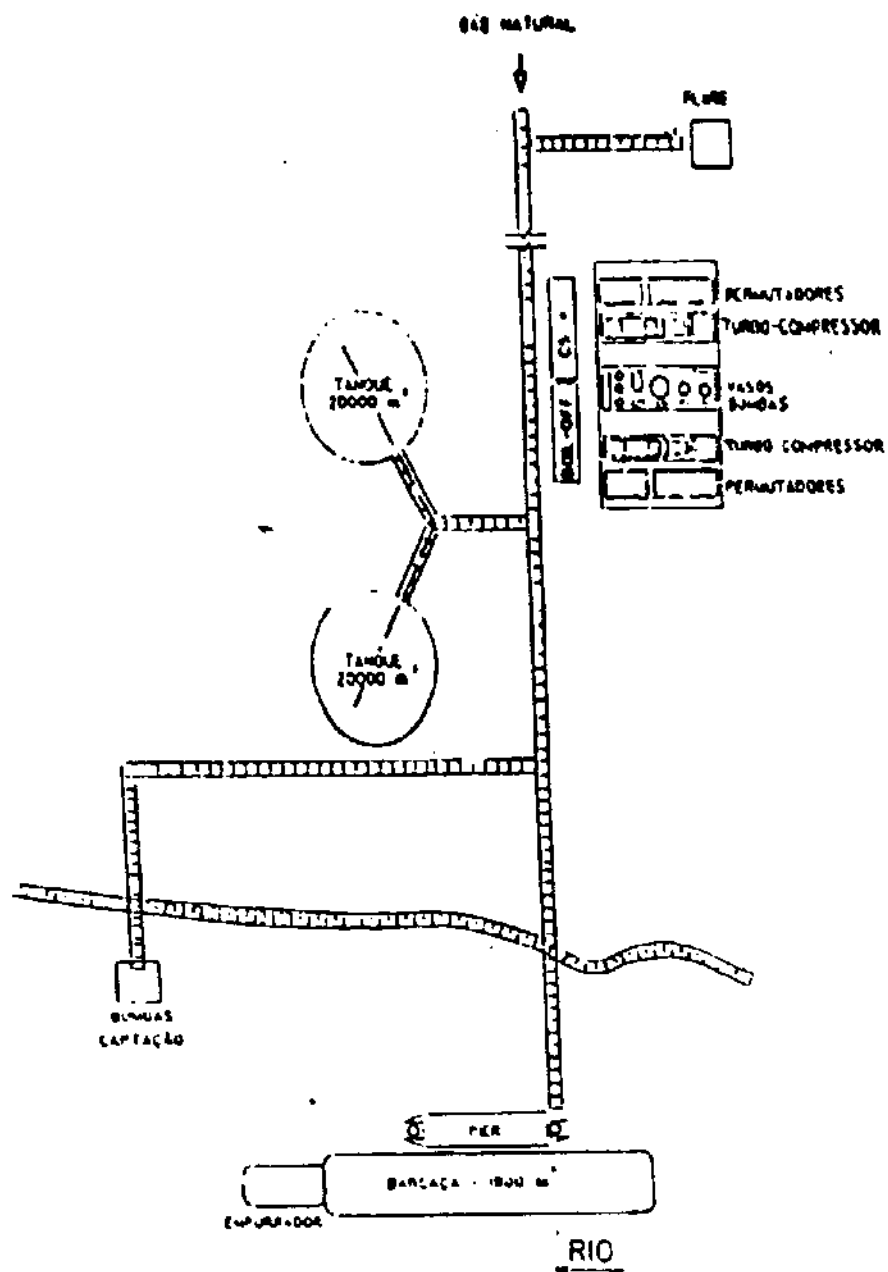 GÁS NATURAL
FLARE
PERMUTADORES
TURBO-COMPRESSOR
BOIL-OFF
VASOS
BOMBAS
TURBO COMPRESSOR
PERMUTADORES
TANQUE
20000 m³
TANQUE
20000 m³
BOMBAS
CAPTAÇÃO
PIER
BARCAÇA - m³
EMPURRADOR
RIO